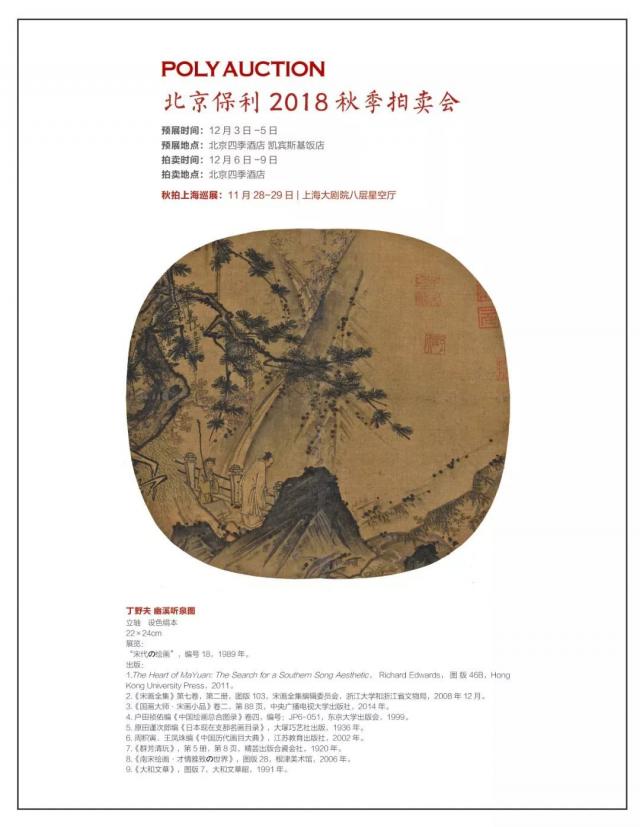 POLY AUCTION
北京保利 2018 秋季拍卖会
预展时间：12 月 3 日 -5 日
预展地点：北京四季酒店 凯宾斯基饭店
拍卖时间：12 月 6 日 -9 日
拍卖地点：北京四季酒店
秋拍上海巡展：11 月 28-29 日 | 上海大剧院八层星空厅
丁野夫 幽溪听泉图
立轴 设色绢本
22×24cm
展览：
“宋代の绘画”，编号 18，1989 年。
出版：
1.The Heart of MaYuan: The Search for a Southern Song Aesthetic， Richard Edwards， 图 版 46B，Hong
Kong University Press，2011。
2.《宋画全集》第七卷，第二册，图版 103，宋画全集编辑委员会，浙江大学和浙江省文物局，2008 年 12 月。
3.《国画大师·宋画小品》卷二，第 88 页，中央广播电视大学出版社，2014 年。
4. 户田祯佑编《中国绘画总合图录》卷四，编号：JP6-051，东京大学出版会，1999。
5. 原田谨次郎编《日本现在支那名画目录》，大塚巧艺社出版，1936 年。
6. 周积寅、王凤珠编《中国历代画目大典》，江苏教育出版社，2002 年。
7.《群芳清玩》，第 5 册，第 8 页，精芸出版合資会社，1920 年。
8.《南宋绘画·才情雅致の世界》，图版 28，根津美术馆，2006 年。
9.《大和文华》，图版 7，大和文華館，1991 年。